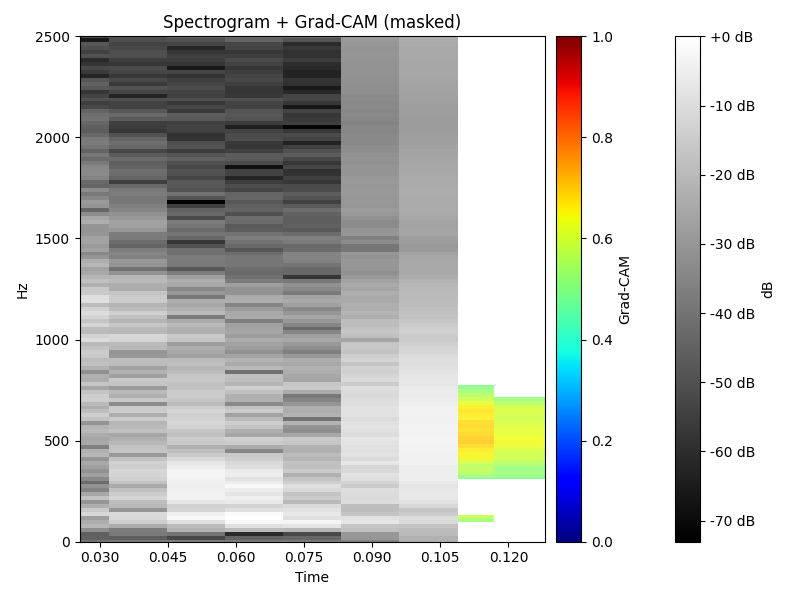 Spectrogram + Grad-CAM (masked)
2500
2000
1500
1000
500
0
Hz
0.030
0.045
0.060
0.075
0.090
0.105
0.120
Time
1.0
0.8
0.6
0.4
0.2
0.0
Grad-CAM
+0 dB
-10 dB
-20 dB
-30 dB
-40 dB
-50 dB
-60 dB
-70 dB
dB